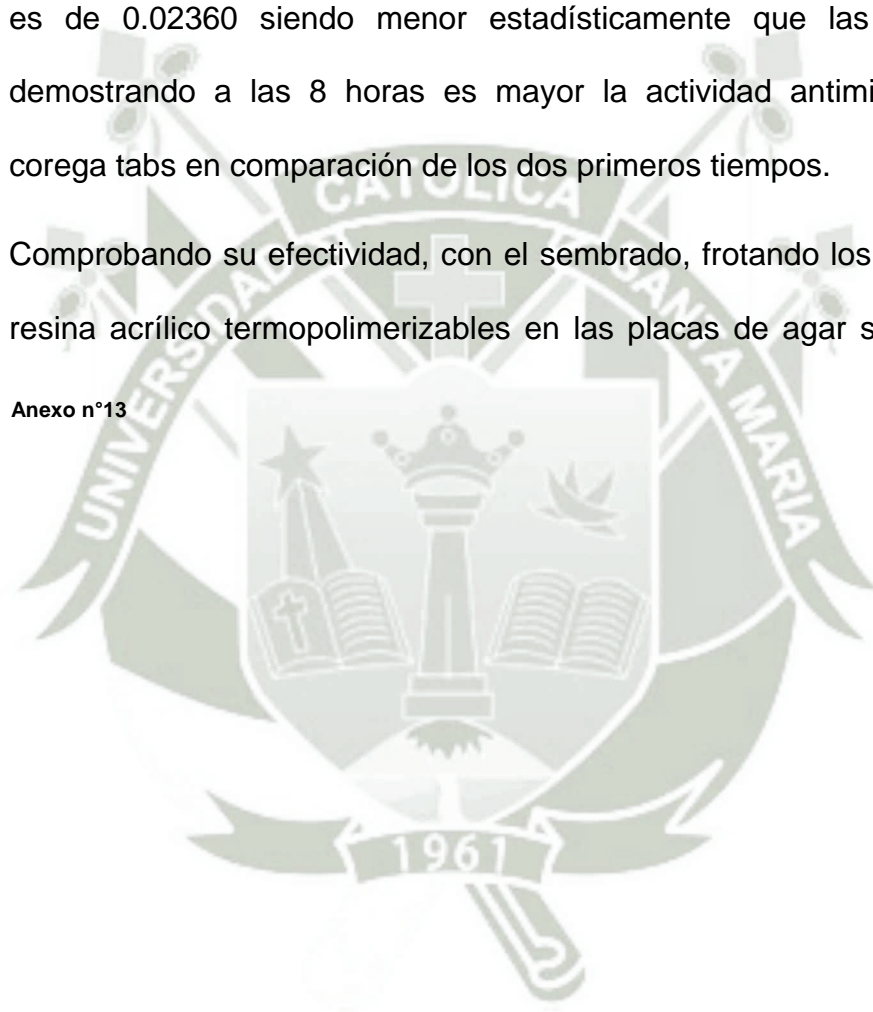 es de 0.02360 siendo menor estadísticamente que las
demostrando a las 8 horas es mayor la actividad
corega tabs en comparación de los dos primeros tiempos.
Comprobando su efectividad, con el sembrado, frotando los
resina acrílico termopolimerizables en las placas de agar
Anexo n°13
UNIVERSIDAD CATOLICA SANTA MARIA
1961